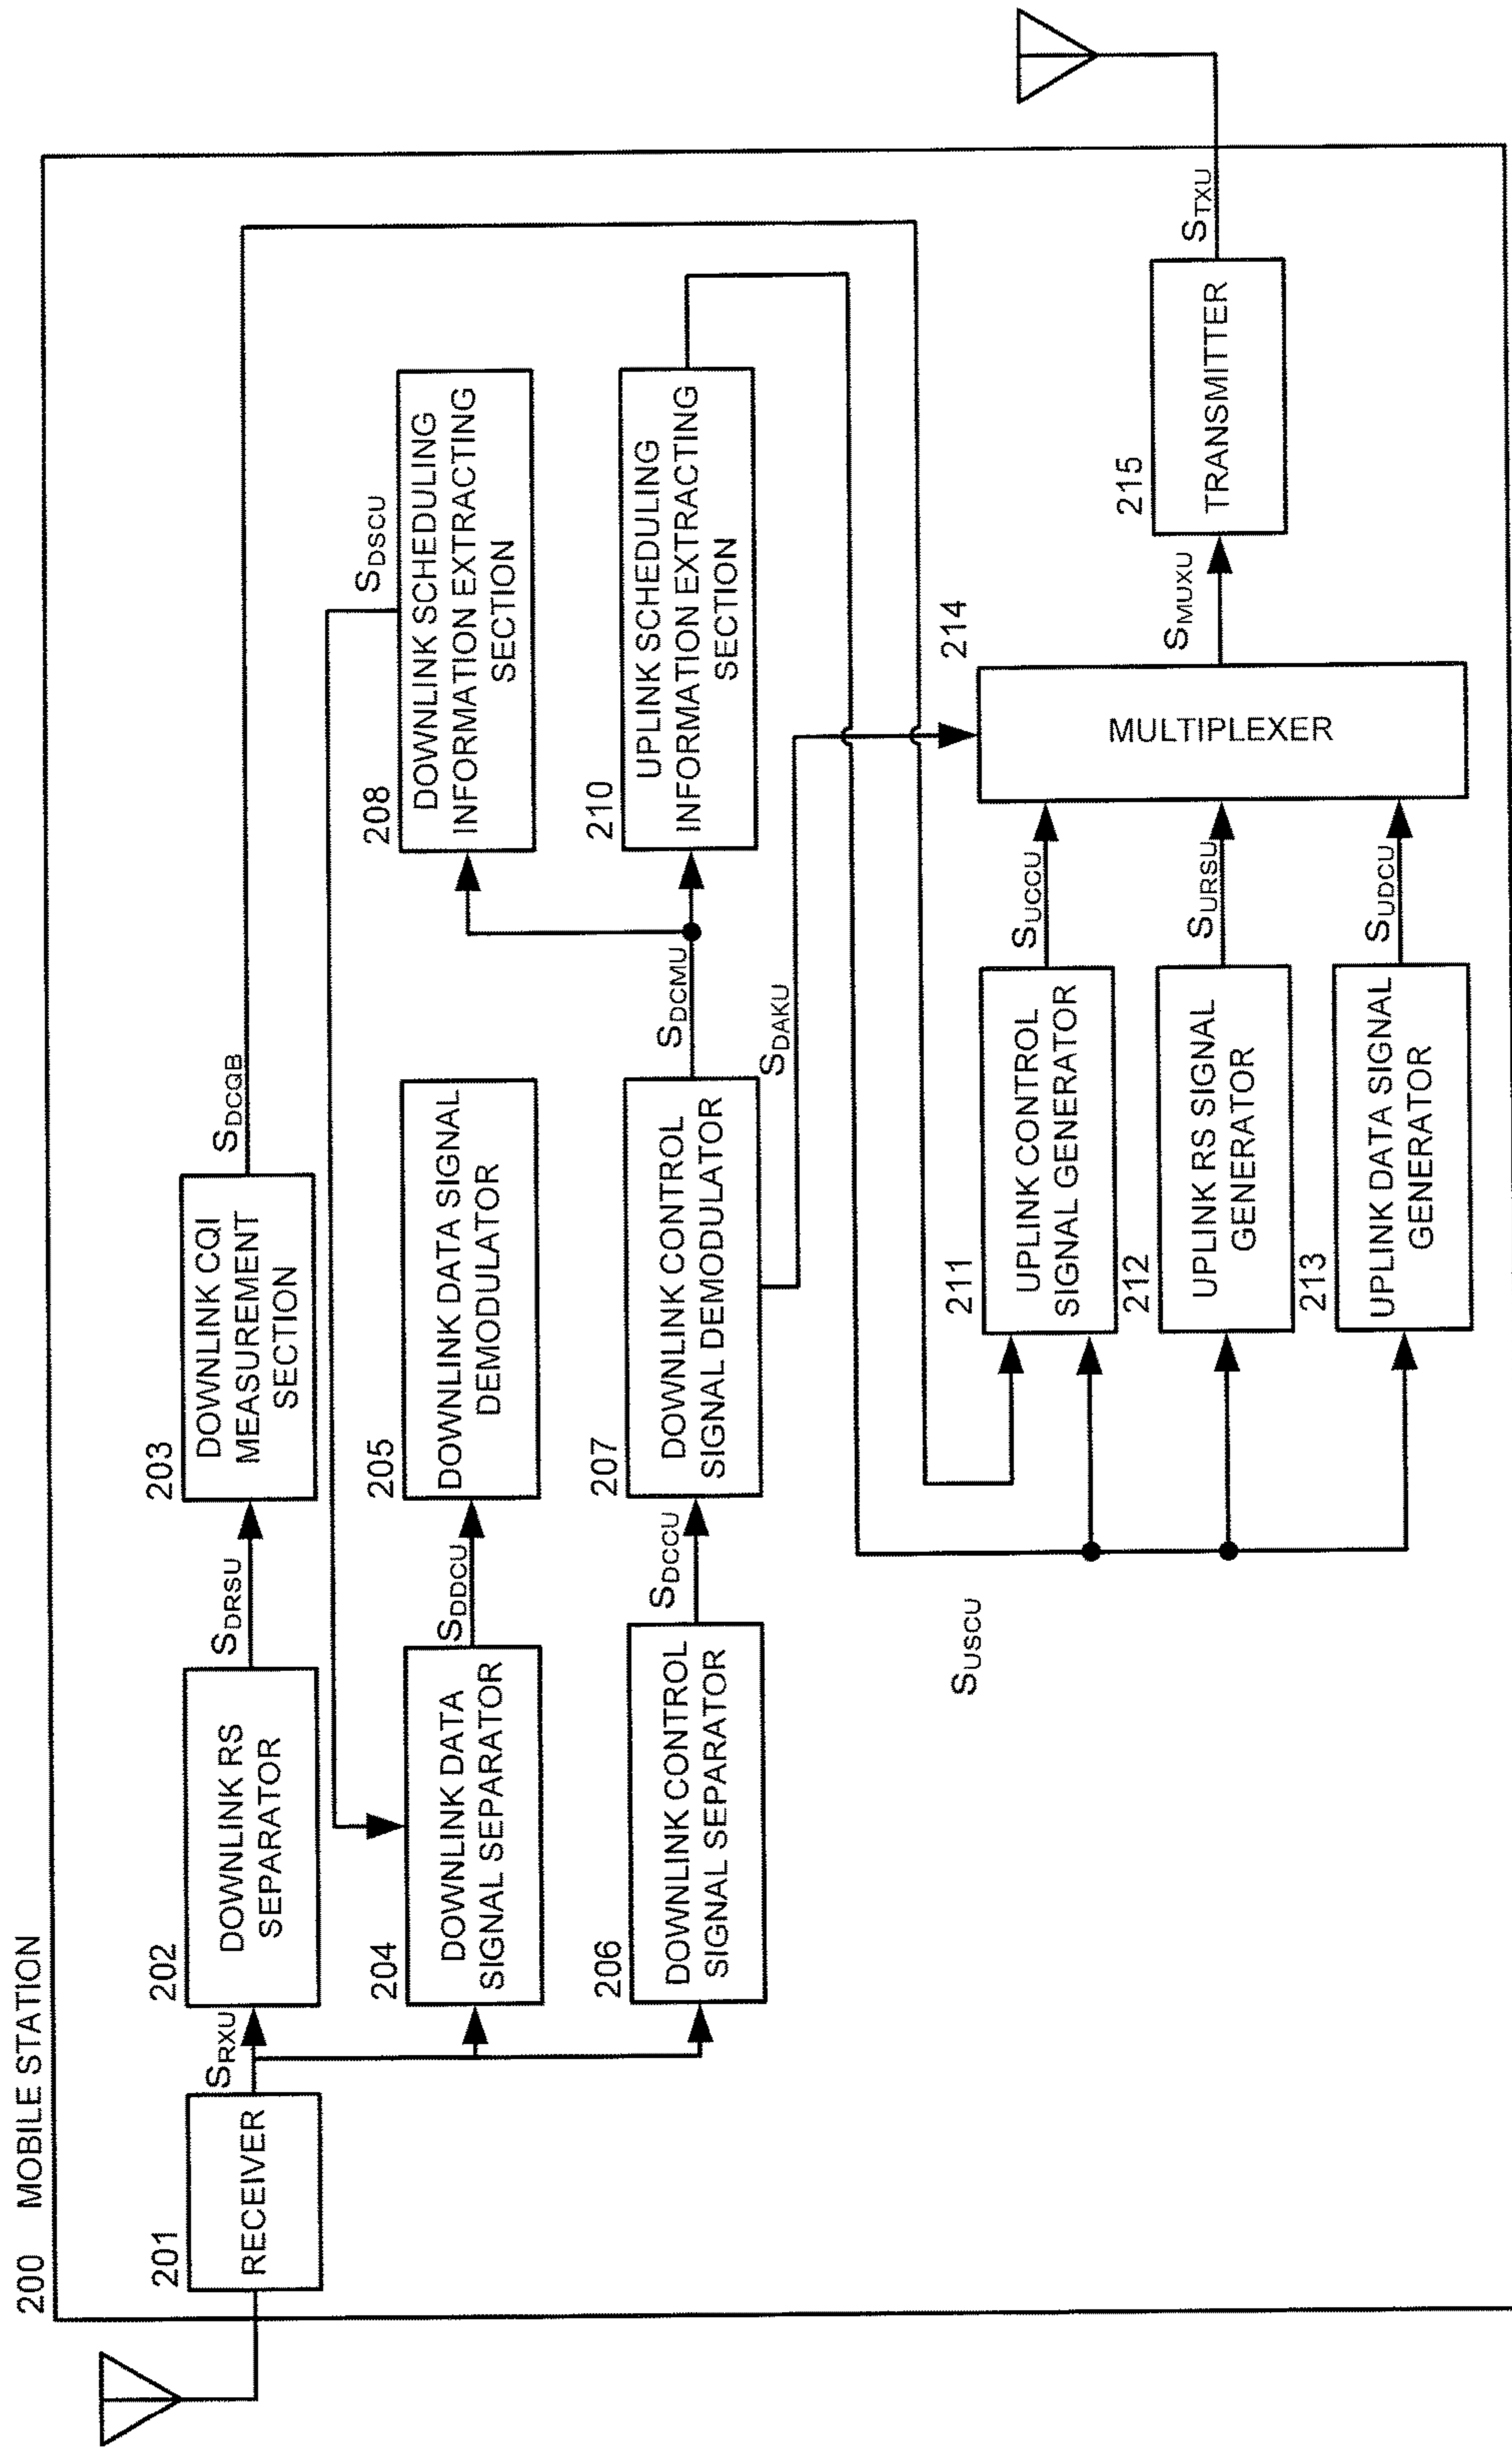 200 MOBILE STATION
201
RECEIVER
SRXU
202
DOWNLINK RS
SEPARATOR
SDRSU
203
DOWNLINK CQI
MEASUREMENT
SECTION
SDCQB
204
DOWNLINK DATA
SIGNAL SEPARATOR
SDDCU
205
DOWNLINK DATA SIGNAL
DEMODULATOR
SDSCU
208
DOWNLINK SCHEDULING
INFORMATION EXTRACTING
SECTION
206
DOWNLINK CONTROL
SIGNAL SEPARATOR
SDCCU
207
DOWNLINK CONTROL
SIGNAL DEMODULATOR
SDCMU
SDAKU
210
UPLINK SCHEDULING
INFORMATION EXTRACTING
SECTION
SUSCU
211
UPLINK CONTROL
SIGNAL GENERATOR
SUCCU
212
UPLINK RS SIGNAL
GENERATOR
SURSU
213
UPLINK DATA SIGNAL
GENERATOR
SUDCU
214
MULTIPLEXER
SMUXU
215
TRANSMITTER
STXU